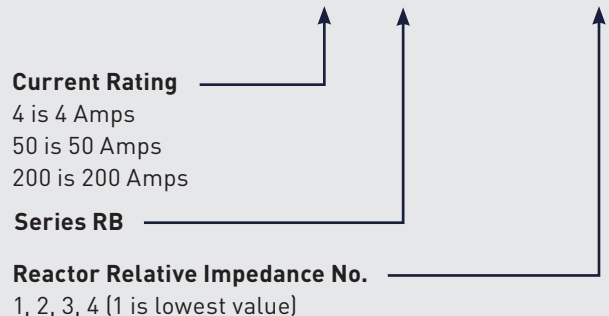 Current Rating
4 is 4 Amps
50 is 50 Amps
200 is 200 Amps
Series RB
Reactor Relative Impedance No.
1, 2, 3, 4 (1 is lowest value)